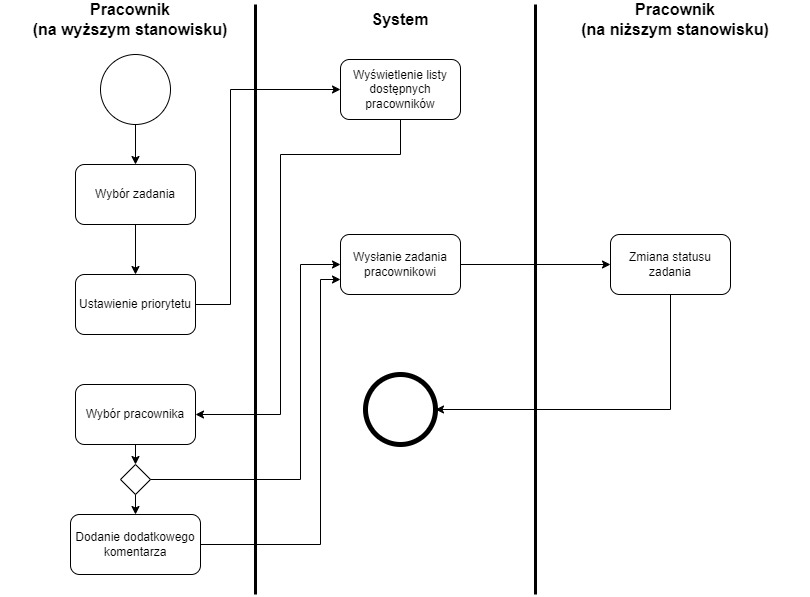 Pracownik
(na wyższym stanowisku)
System
Pracownik
(na niższym stanowisku)
Wyświetlenie listy
dostępnych
pracowników
Wybór zadania
Ustawienie priorytetu
Wysłanie zadania
pracownikowi
Zmiana statusu
zadania
Wybór pracownika
Dodanie dodatkowego
komentarza